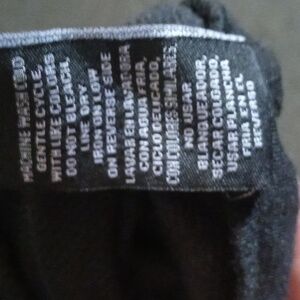 MACHINE WASH COLD
GENTLE CYCLE,
WITH LIKE COLORS
DO NOT BLEACH.
LINE DRY
IRON ON LOW
ON REVERSE SIDE
LAVAR EN LAVADORA
CON AGUA FRIA,
CICLO DELICADO,
CON COLORES SIMILARES.
NO USAR
BLANQUEADOR,
SECAR COLGADO,
USAR PLANCHA
FRIA EN EL
REVERSO